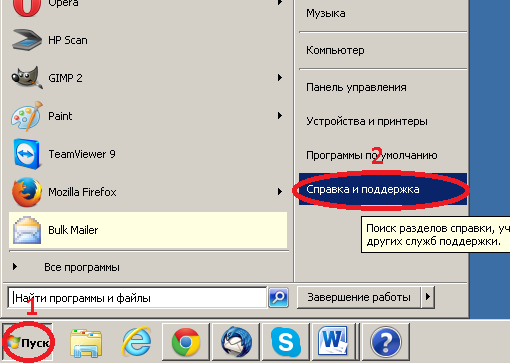 Opera
HP Scan
GIMP 2
Paint
TeamViewer 9
Mozilla Firefox
Bulk Mailer
Все программы
Найти программы и файлы
Музыка
Компьютер
Панель управления
Устройства и принтеры
Программы по умолчанию
2
Справка и поддержка
Поиск разделов справки, уч
других служб поддержки.
Завершение работы
1
Пуск